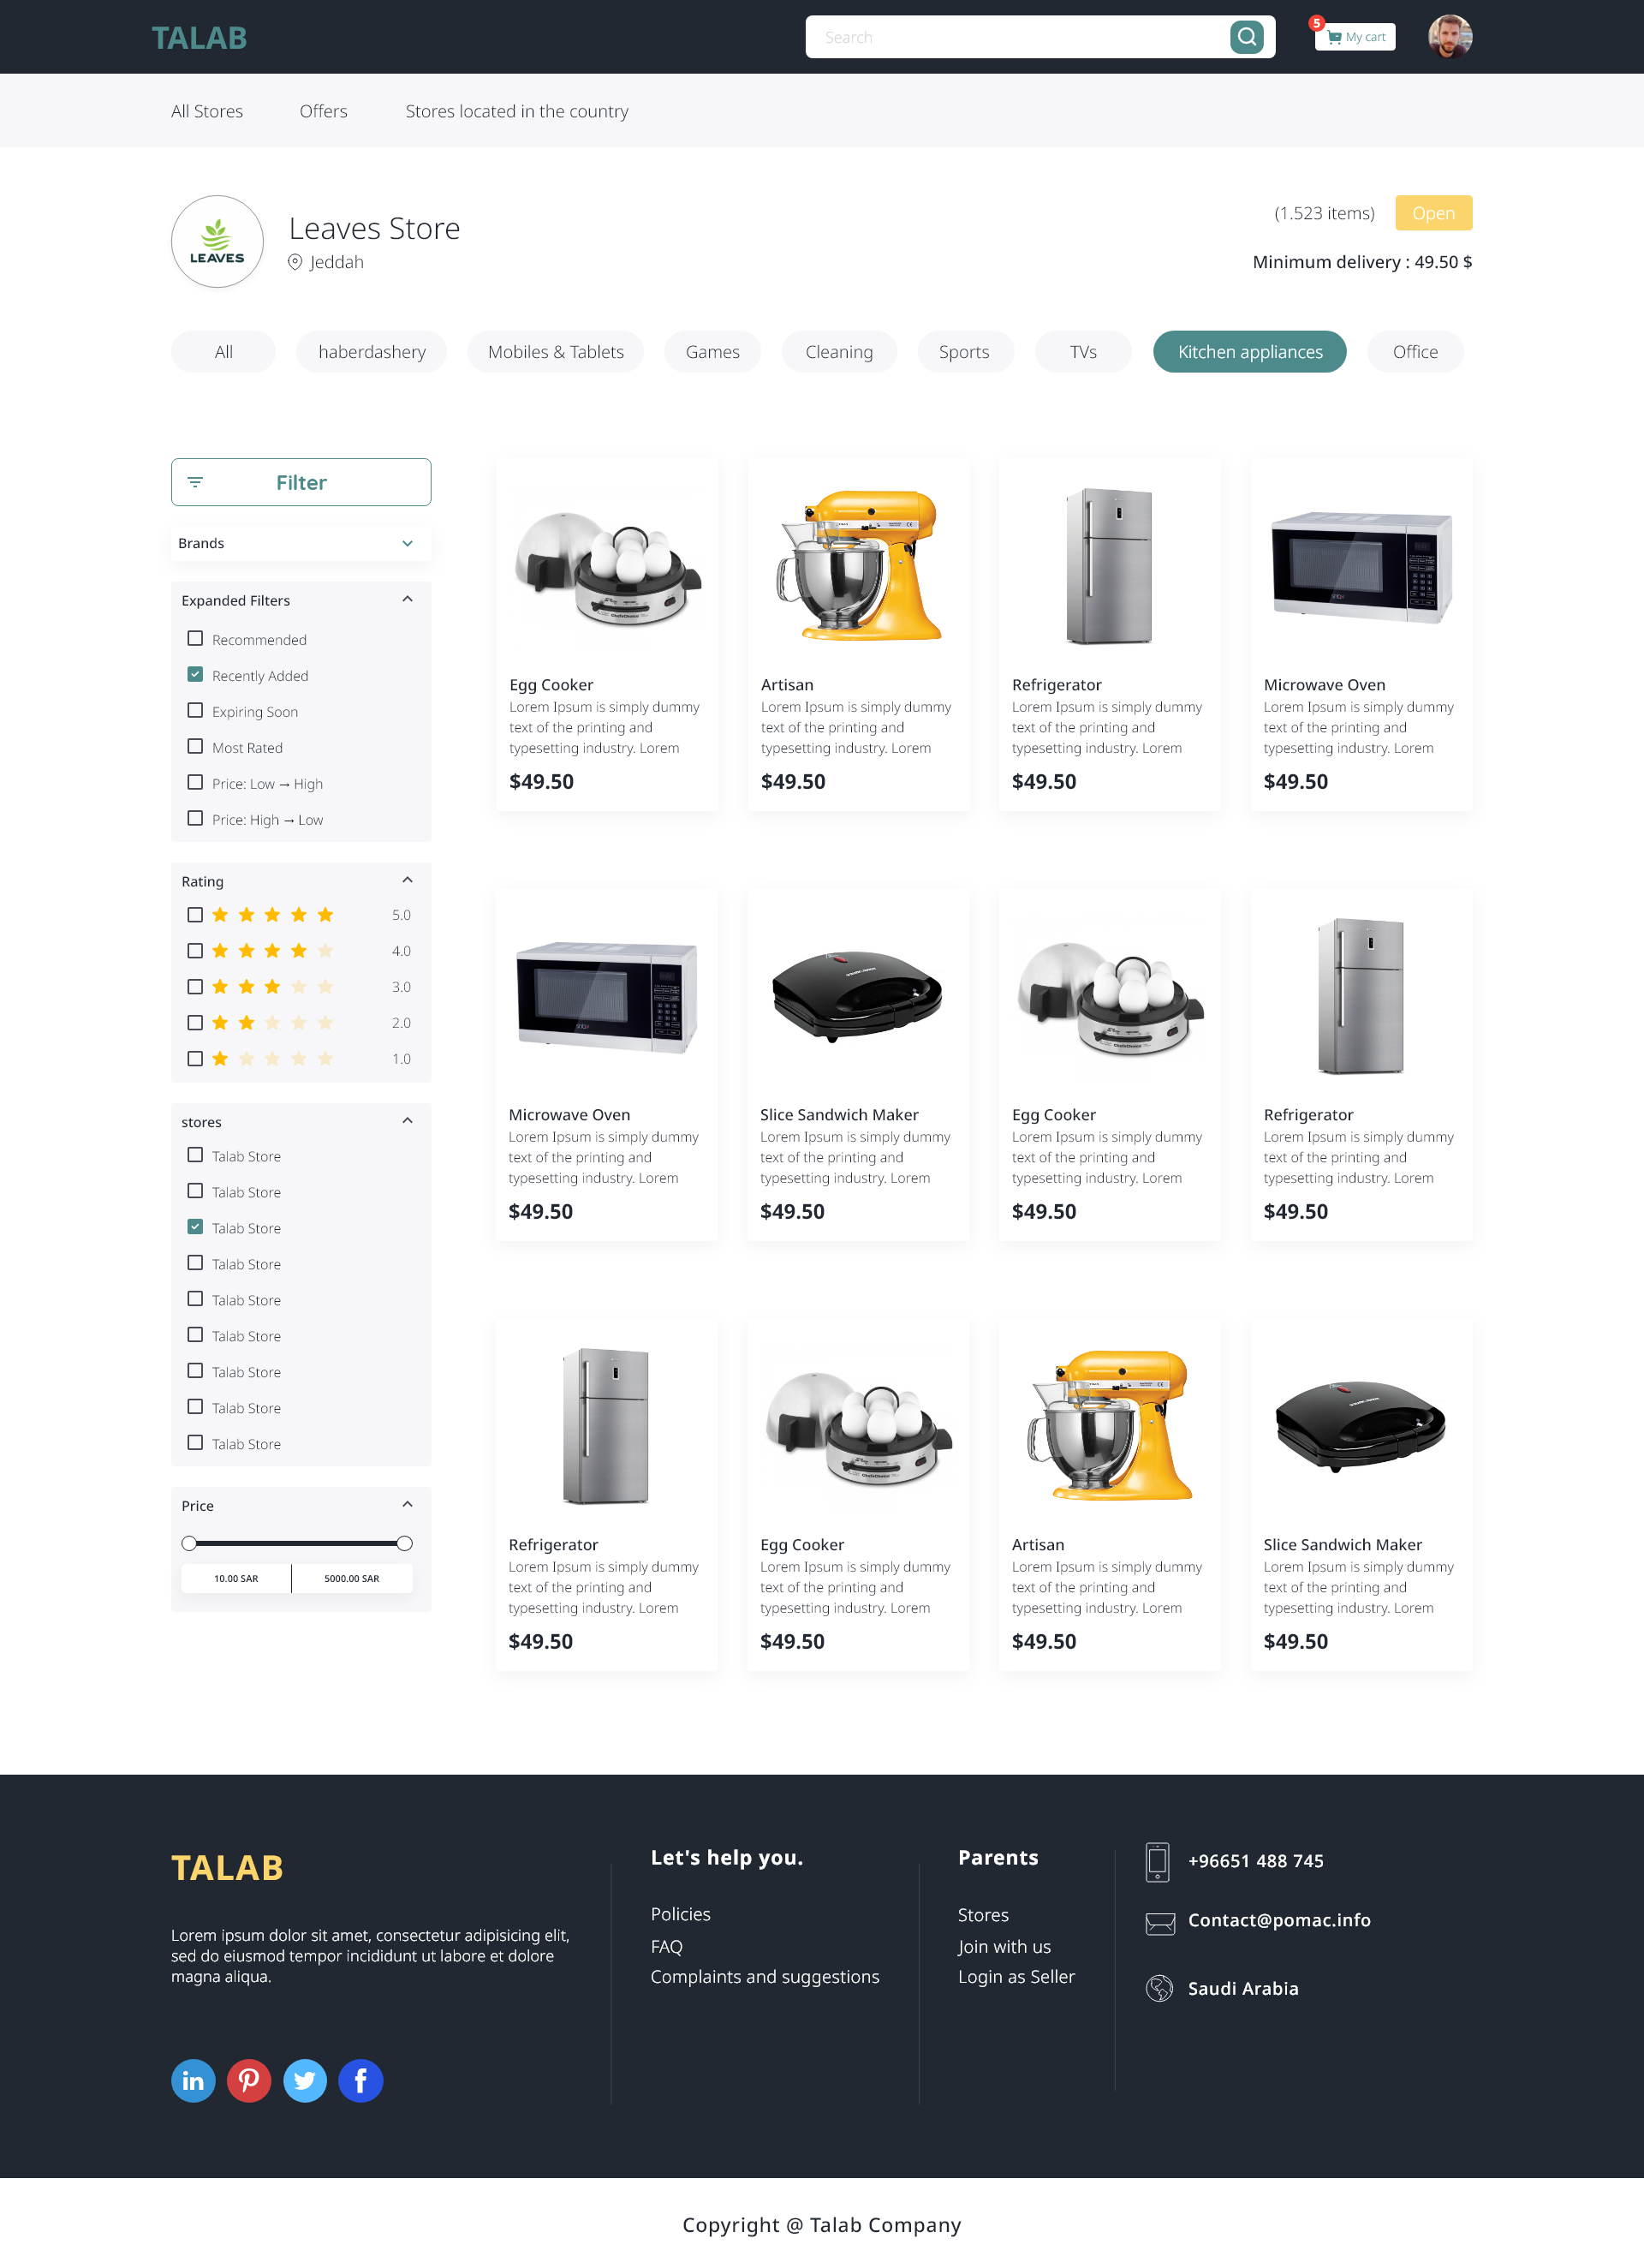 TALAB
Search
5
My cart
All Stores
Offers
Stores located in the country
LEAVES
Leaves Store
Jeddah
(1.523 items)
Open
Minimum delivery : 49.50 $
All
haberdashery
Mobiles & Tablets
Games
Cleaning
Sports
TVs
Kitchen appliances
Office
Filter
Brands
Expanded Filters
Recommended
Recently Added
Expiring Soon
Most Rated
Price: Low → High
Price: High → Low
Rating
5.0
4.0
3.0
2.0
1.0
stores
Talab Store
Talab Store
Talab Store
Talab Store
Talab Store
Talab Store
Talab Store
Talab Store
Talab Store
Price
10.00 SAR
5000.00 SAR
Egg Cooker
Lorem Ipsum is simply dummy
text of the printing and
typesetting industry. Lorem
$49.50
Artisan
Lorem Ipsum is simply dummy
text of the printing and
typesetting industry. Lorem
$49.50
Refrigerator
Lorem Ipsum is simply dummy
text of the printing and
typesetting industry. Lorem
$49.50
Microwave Oven
Lorem Ipsum is simply dummy
text of the printing and
typesetting industry. Lorem
$49.50
Microwave Oven
Lorem Ipsum is simply dummy
text of the printing and
typesetting industry. Lorem
$49.50
Slice Sandwich Maker
Lorem Ipsum is simply dummy
text of the printing and
typesetting industry. Lorem
$49.50
Egg Cooker
Lorem Ipsum is simply dummy
text of the printing and
typesetting industry. Lorem
$49.50
Refrigerator
Lorem Ipsum is simply dummy
text of the printing and
typesetting industry. Lorem
$49.50
Refrigerator
Lorem Ipsum is simply dummy
text of the printing and
typesetting industry. Lorem
$49.50
Egg Cooker
Lorem Ipsum is simply dummy
text of the printing and
typesetting industry. Lorem
$49.50
Artisan
Lorem Ipsum is simply dummy
text of the printing and
typesetting industry. Lorem
$49.50
Slice Sandwich Maker
Lorem Ipsum is simply dummy
text of the printing and
typesetting industry. Lorem
$49.50
TALAB
Lorem ipsum dolor sit amet, consectetur adipisicing elit,
sed do eiusmod tempor incididunt ut labore et dolore
magna aliqua.
Let's help you.
Policies
FAQ
Complaints and suggestions
Parents
Stores
Join with us
Login as Seller
+96651 488 745
Contact@pomac.info
Saudi Arabia
Copyright @ Talab Company